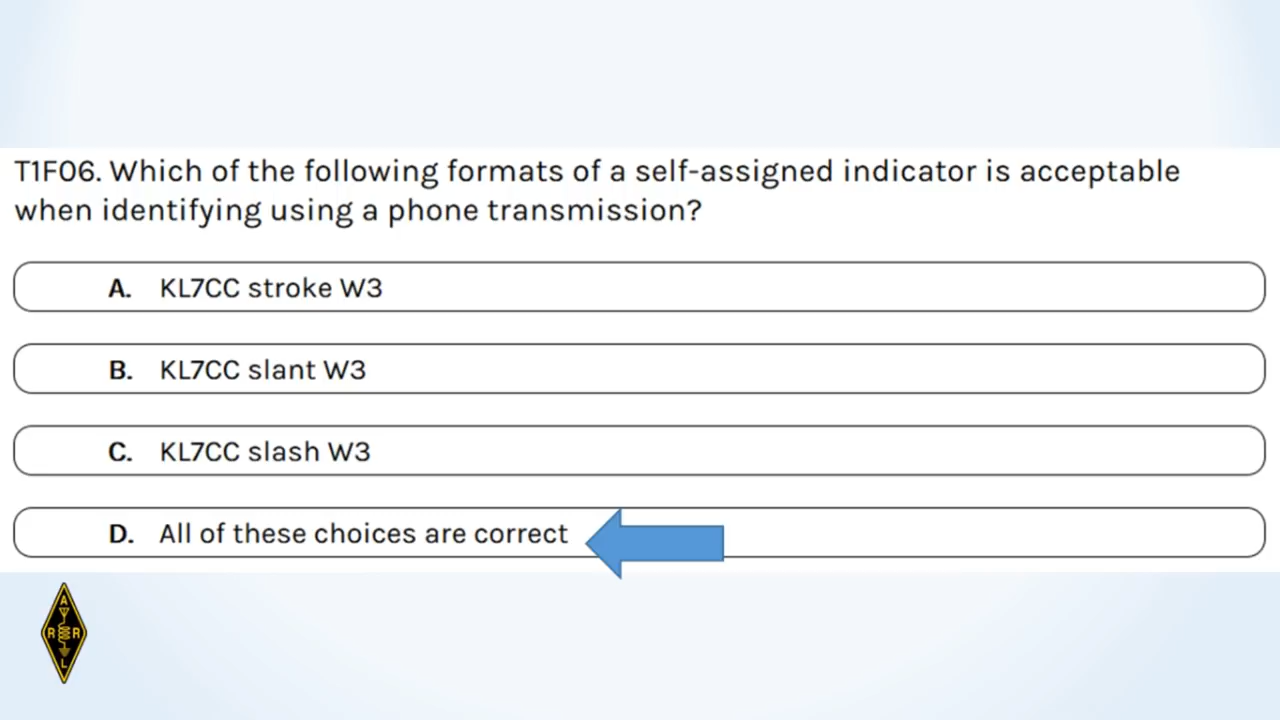 T1F06. Which of the following formats of a self-assigned indicator is acceptable
when identifying using a phone transmission?
A. KL7CC stroke W3
B. KL7CC slant W3
C. KL7CC slash W3
D. All of these choices are correct
A
R R
L